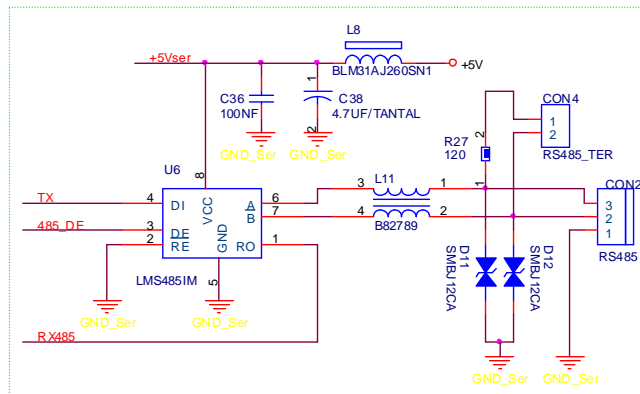 L8
+5Vser
BLM31AJ260SN1
+5V
C36
100NF
1
C38
4.7UF/TANTAL
2
GND_Ser
GND_Ser
CON4
1
2
RS485_TER
R27
120
2
1
U6
8
VCC
TX
4
DI
A
6
3
L11
1
CON2
3
485_DE
3
DE
B
7
4
B82789
2
2
2
RE
RO
1
1
RS485
GND
5
LMS485IM
D11
SMBJ12CA
D12
SMBJ12CA
GND_Ser
GND_Ser
RX485
GND_Ser
GND_Ser